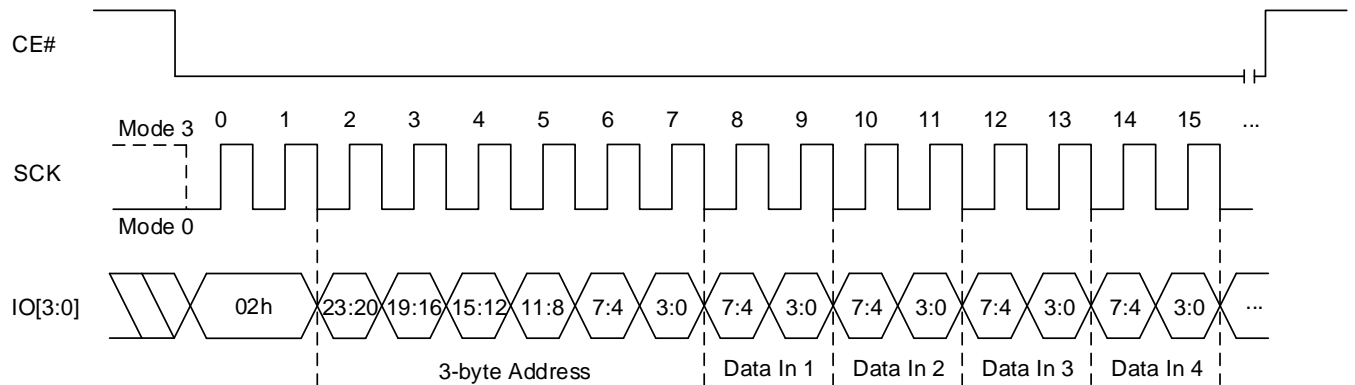 CE#
Mode 3 0 1 2 3 4 5 6 7 8 9 10 11 12 13 14 15 ...
SCK
Mode 0
IO[3:0] 02h 23:20 19:16 15:12 11:8 7:4 3:0 7:4 3:0 7:4 3:0 7:4 3:0 7:4 3:0 ...
3-byte Address Data In 1 Data In 2 Data In 3 Data In 4